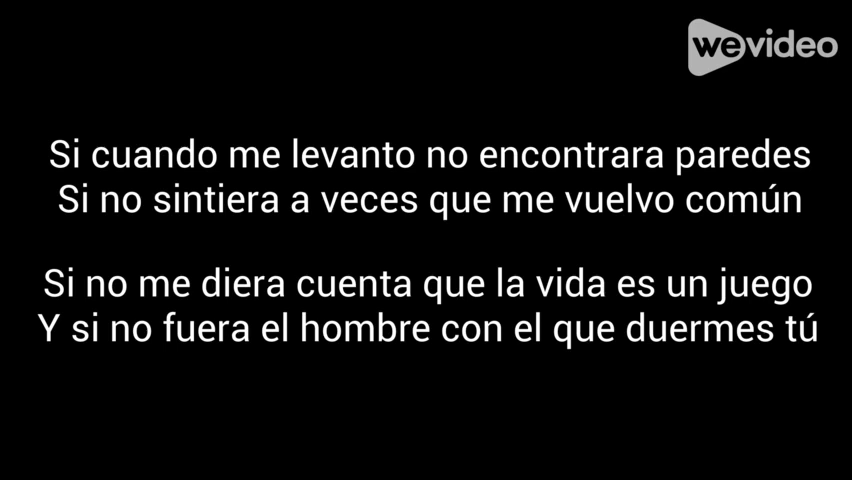 wevideo
Si cuando me levanto no encontrara paredes
Si no sintiera a veces que me vuelvo común
Si no me diera cuenta que la vida es un juego
Y si no fuera el hombre con el que duermes tú